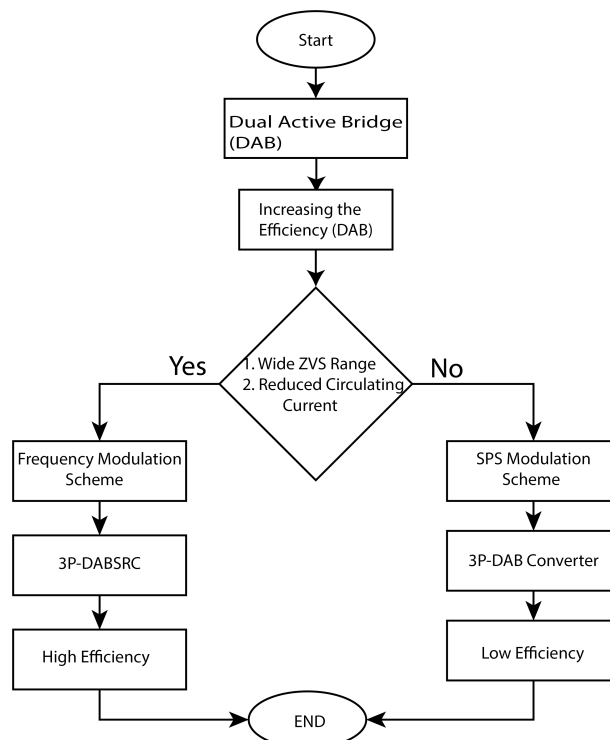 Start
Dual Active Bridge
(DAB)
Increasing the
Efficiency (DAB)
Yes
1. Wide ZVS Range
2. Reduced Circulating
Current
No
Frequency Modulation
Scheme
3P-DABSRC
High Efficiency
SPS Modulation
Scheme
3P-DAB Converter
Low Efficiency
END